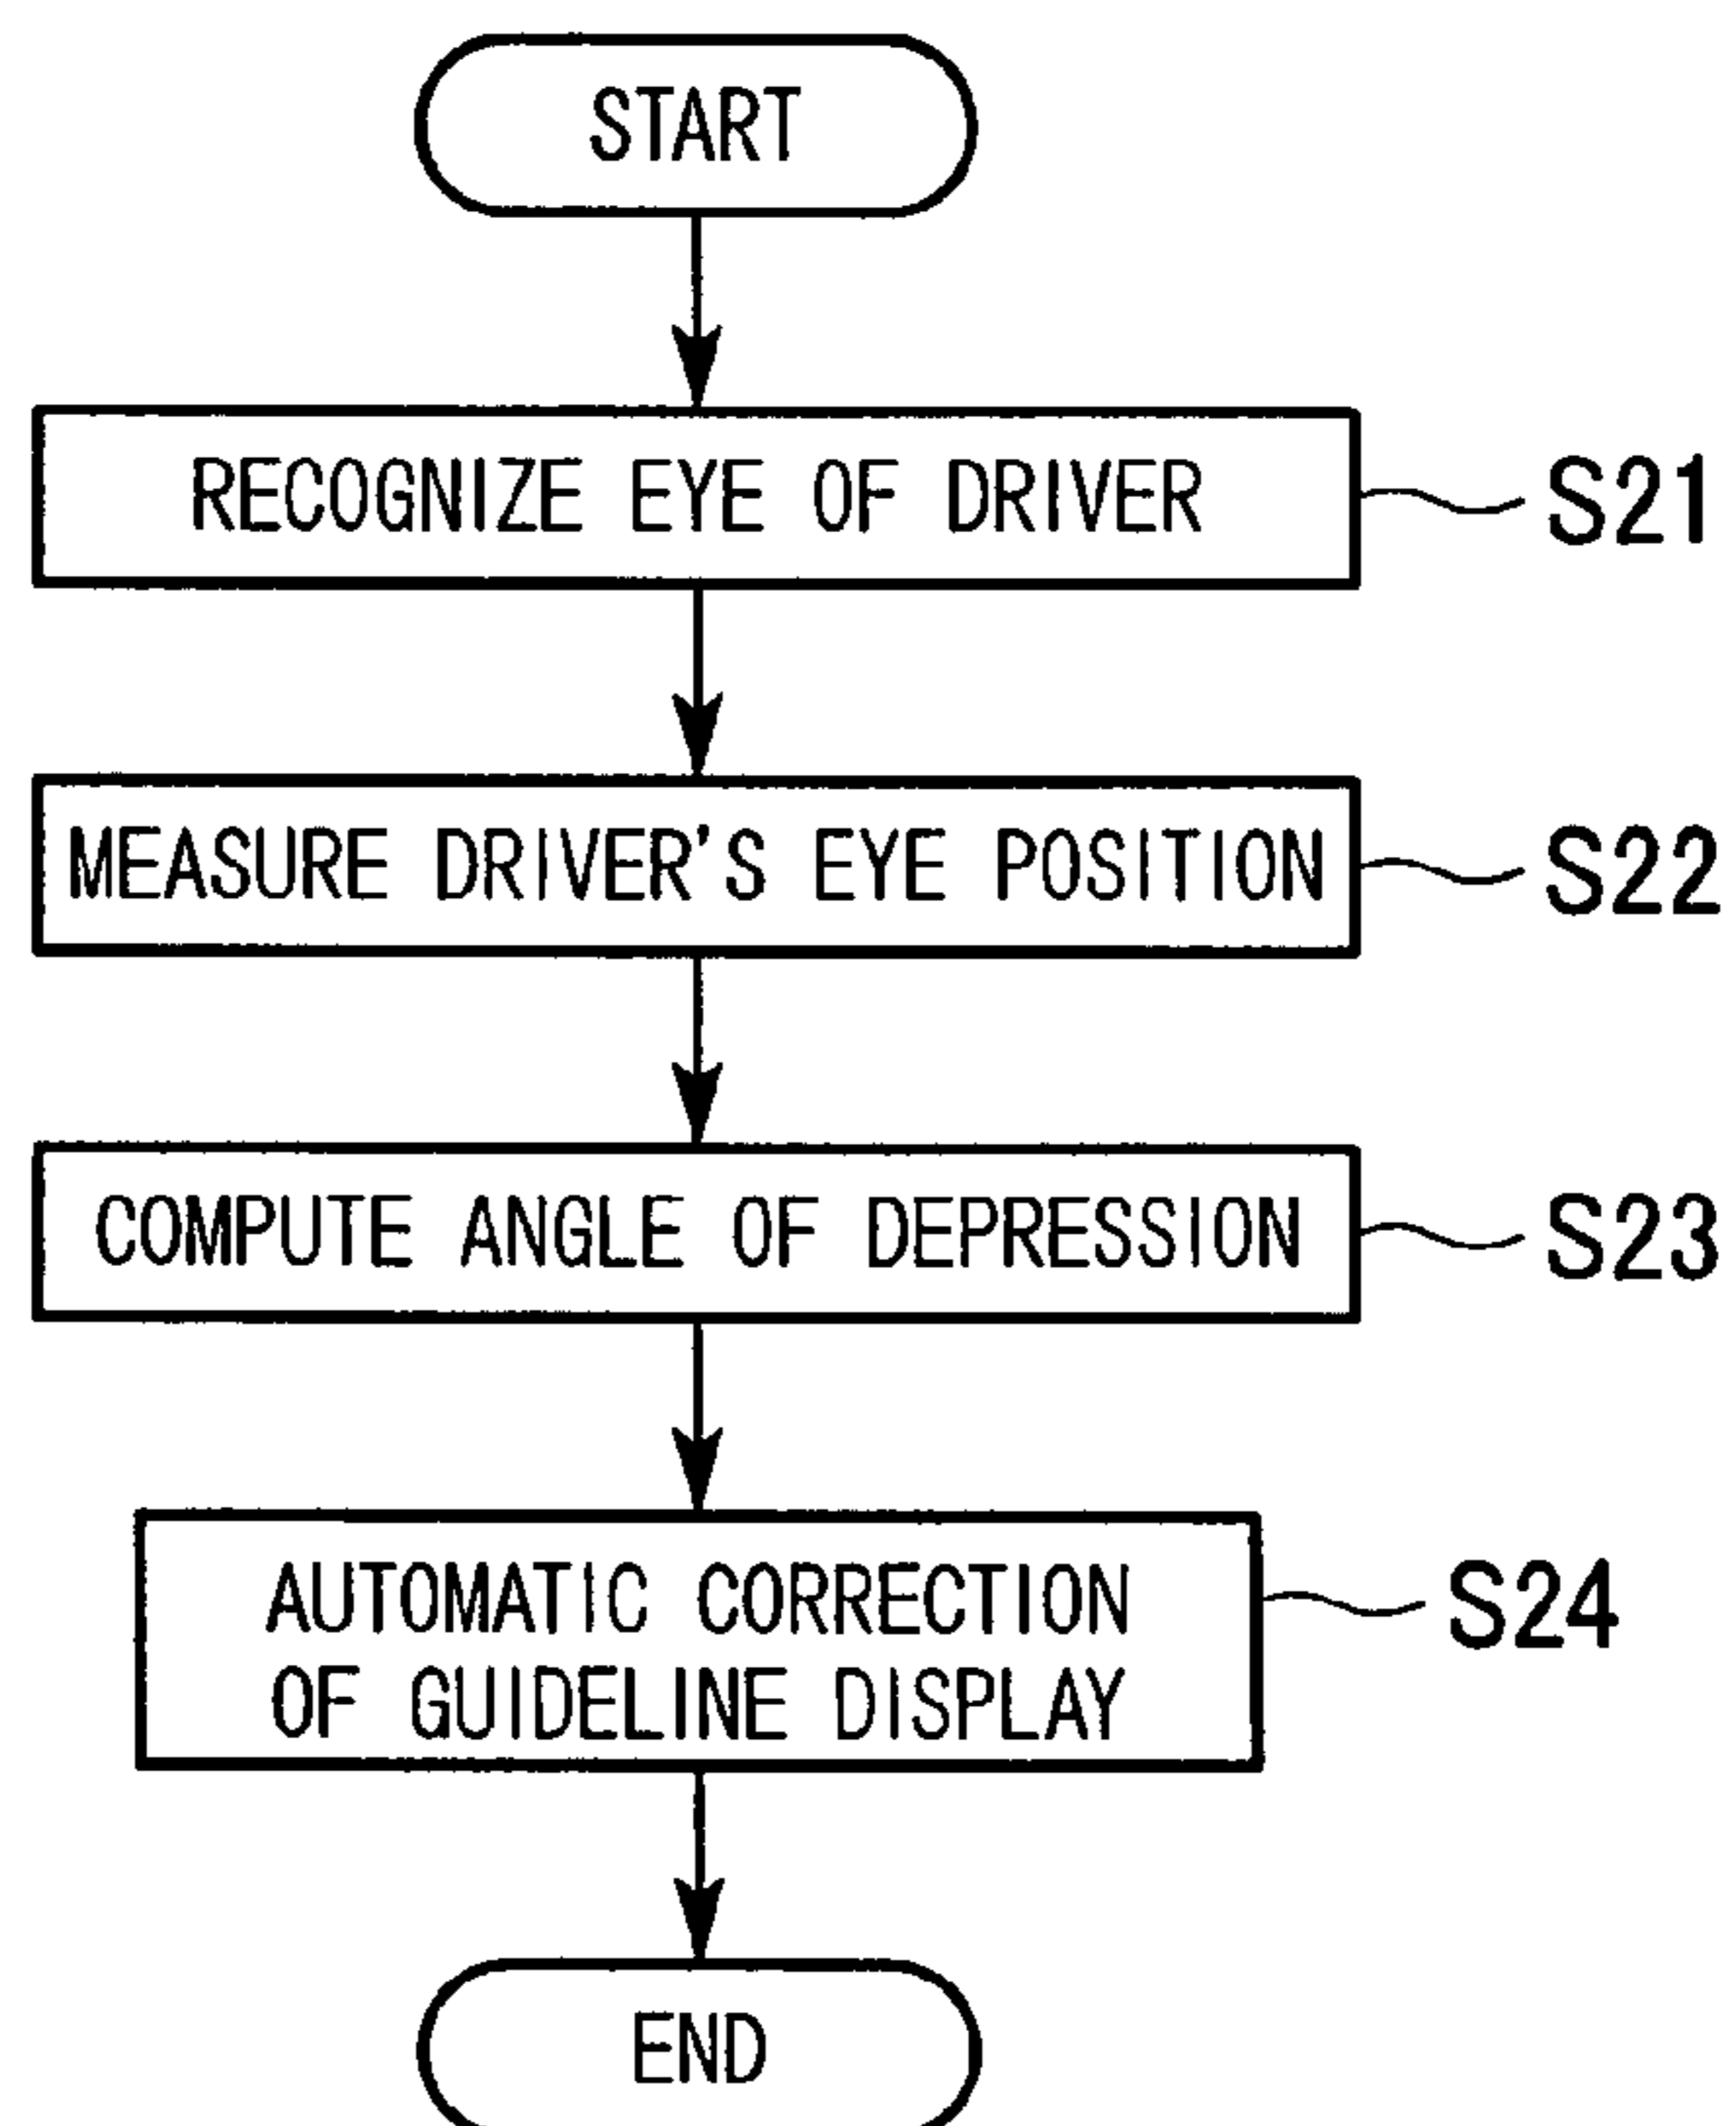 START
RECOGNIZE EYE OF DRIVER
S21
MEASURE DRIVER'S EYE POSITION
S22
COMPUTE ANGLE OF DEPRESSION
S23
AUTOMATIC CORRECTION
OF GUIDELINE DISPLAY
S24
END